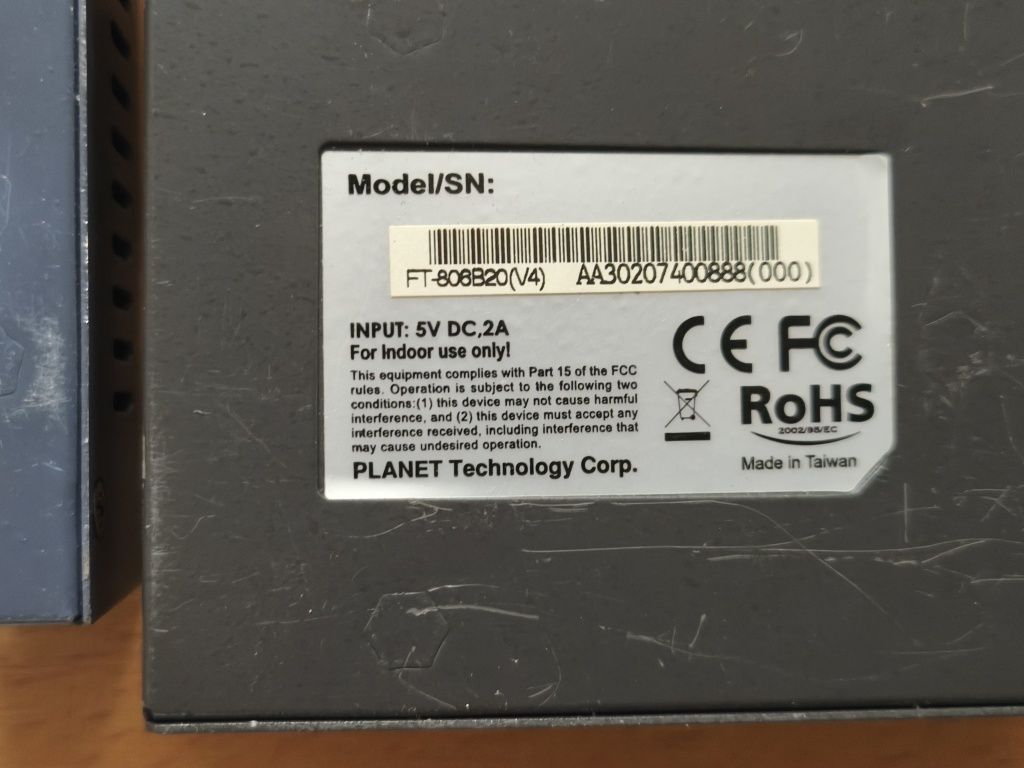 Model/SN:
FT-806B20(V4) AA30207400888(000)
INPUT: 5V DC,2A
For Indoor use only!
This equipment complies with Part 15 of the FCC
rules. Operation is subject to the following two
conditions:(1) this device may not cause harmful
interference, and (2) this device must accept any
interference received, including interference that
may cause undesired operation.
PLANET Technology Corp.
CE FC
RoHS
2002/95/EC
Made in Taiwan